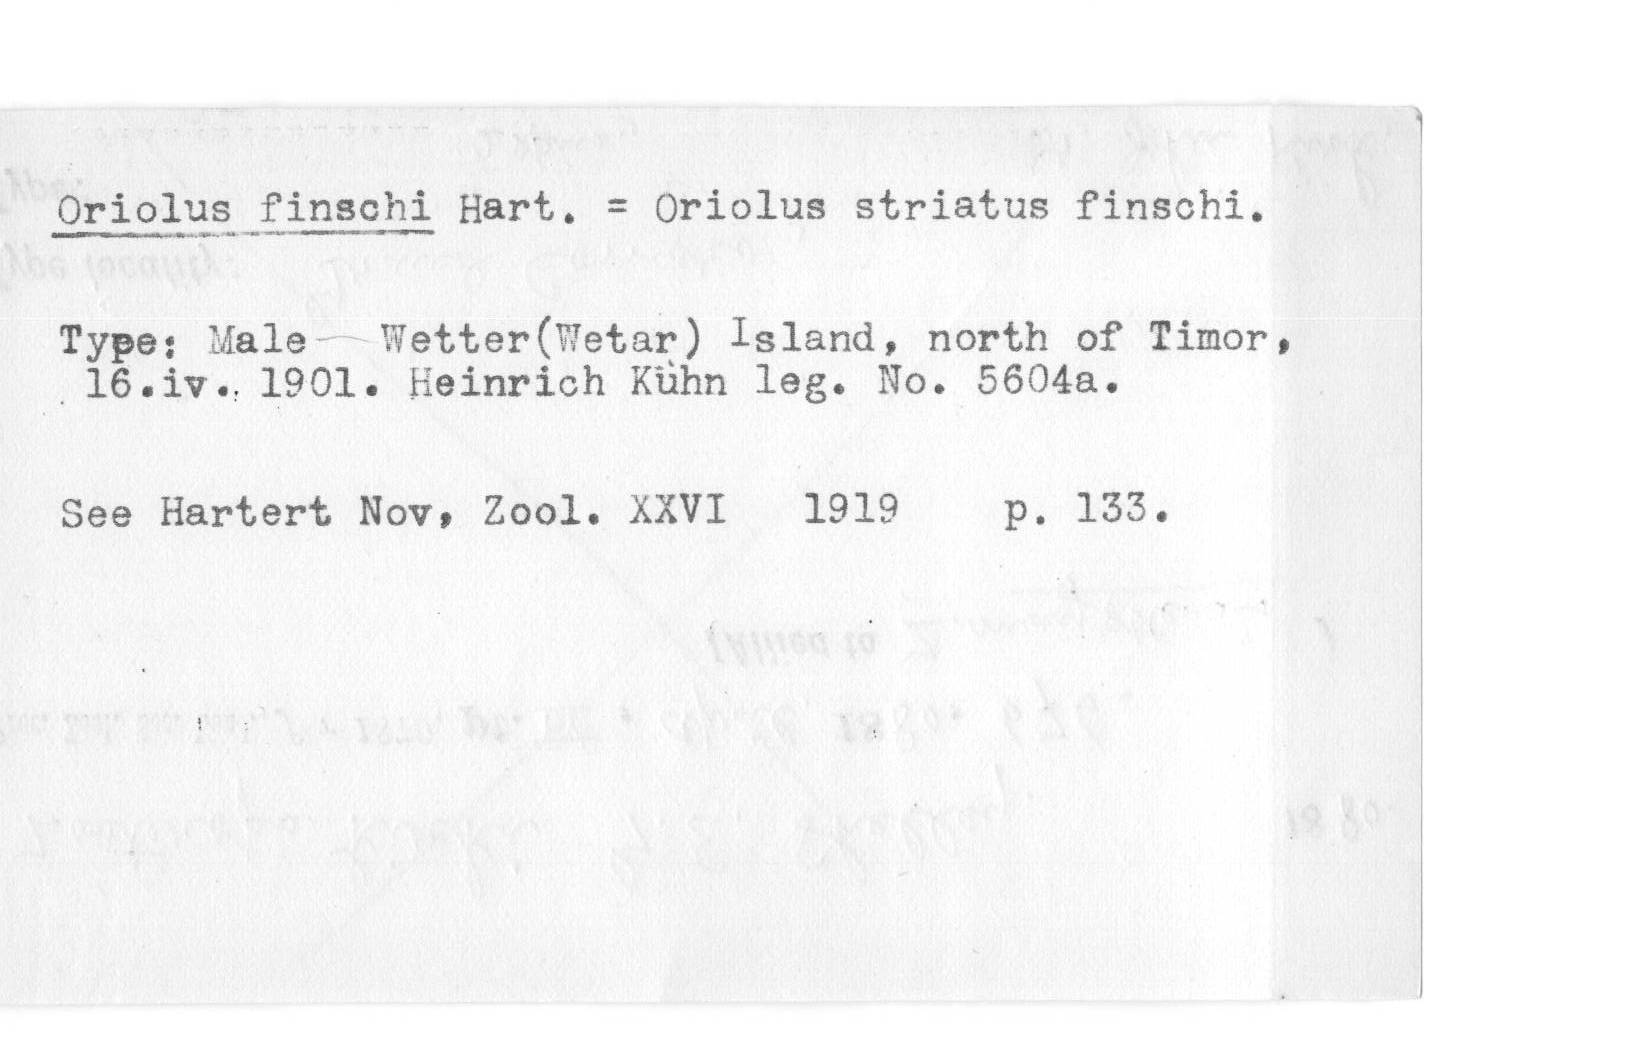 Oriolus finschi Hart. = Oriolus striatus finschi.
Type: Male — Wetter(Wetar) Island, north of Timor,
16.iv., 1901. Heinrich Kühn leg. No. 5604a.
See Hartert Nov, Zool. XXVI 1919 p. 133.